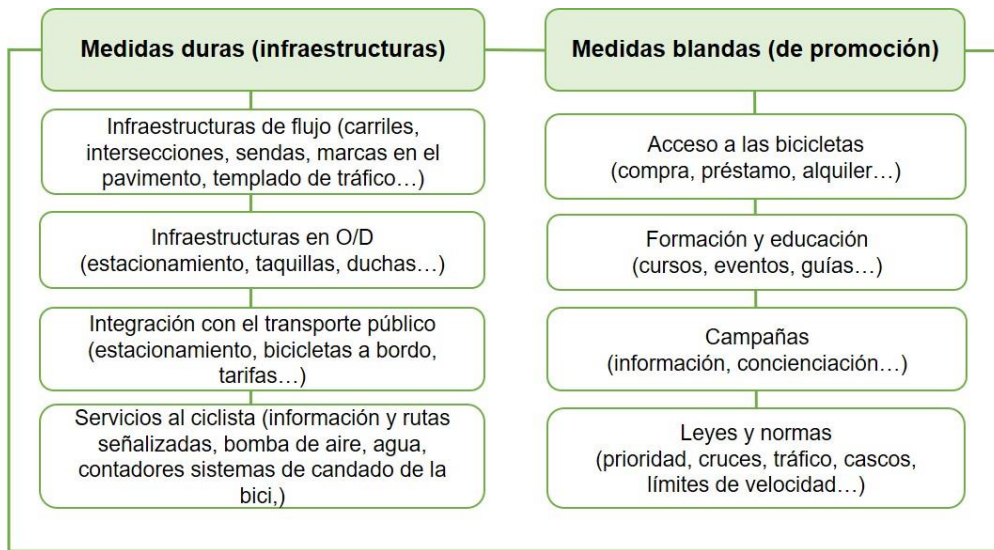 Medidas duras (infraestructuras)
Infraestructuras de flujo (carriles,
intersecciones, sendas, marcas en el
pavimento, templado de tráfico…)
Infraestructuras en O/D
(estacionamiento, taquillas, duchas…)
Integración con el transporte público
(estacionamiento, bicicletas a bordo,
tarifas…)
Servicios al ciclista (información y rutas
señalizadas, bomba de aire, agua,
contadores sistemas de candado de la
bici,)
Medidas blandas (de promoción)
Acceso a las bicicletas
(compra, préstamo, alquiler…)
Formación y educación
(cursos, eventos, guías…)
Campañas
(información, concienciación…)
Leyes y normas
(prioridad, cruces, tráfico, cascos,
límites de velocidad…)